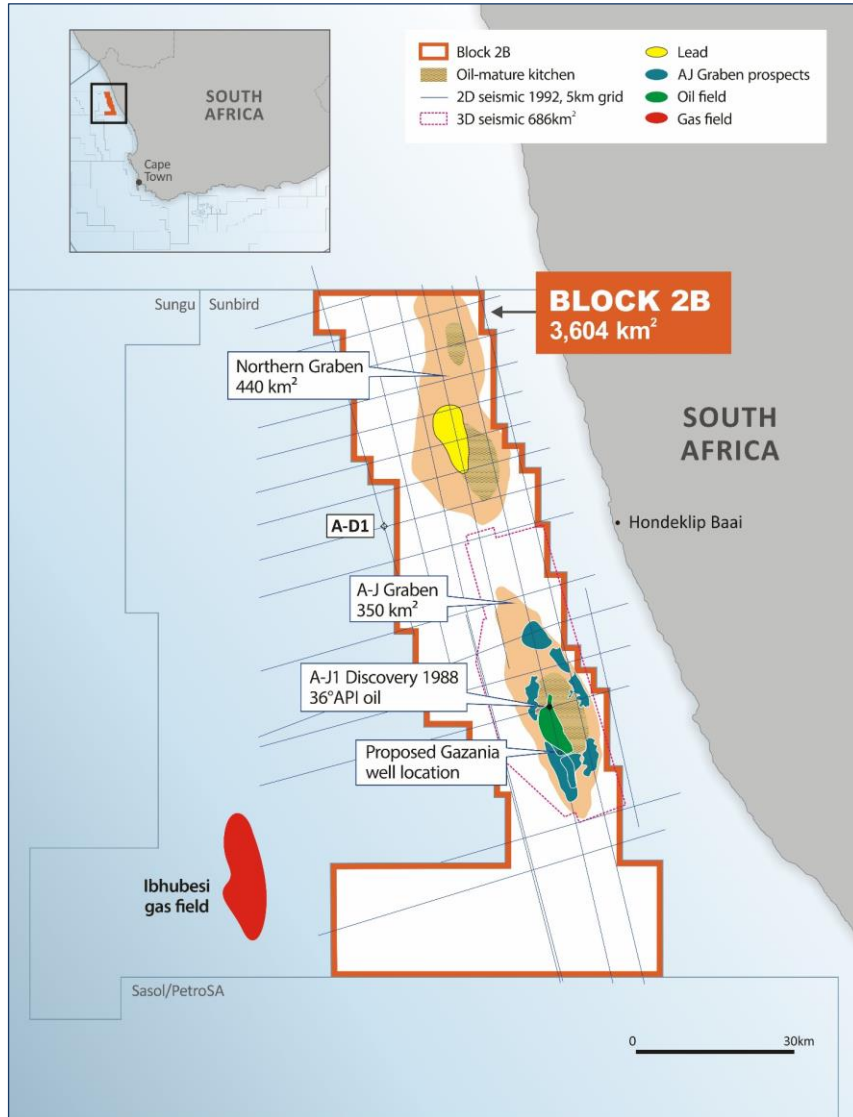 SOUTH
AFRICA
Cape
Town
Block 2B
Oil-mature kitchen
2D seismic 1992, 5km grid
3D seismic 686km²
Lead
AJ Graben prospects
Oil field
Gas field
Sungu
Sunbird
BLOCK 2B
3,604 km²
Northern Graben
440 km²
SOUTH
AFRICA
A-D1
Hondeklip Baai
A-J Graben
350 km²
A-J1 Discovery 1988
36°API oil
Proposed Gazania
well location
Ibhubesi
gas field
Sasol/PetroSA
0
30km